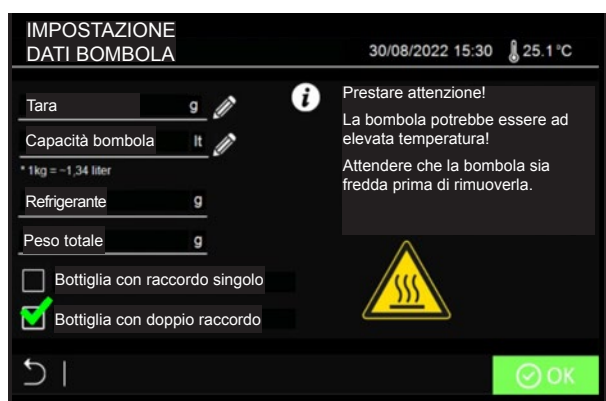 IMPOSTAZIONE
DATI BOMBOLA
30/08/2022 15:30
25.1 °C
Tara g
Capacità bombola lt
* 1kg = ~1,34 liter
Refrigerante g
Peso totale g
Bottiglia con raccordo singolo
Bottiglia con doppio raccordo
i
Prestare attenzione!
La bombola potrebbe essere ad
elevata temperatura!
Attendere che la bombola sia
fredda prima di rimuoverla.
OK